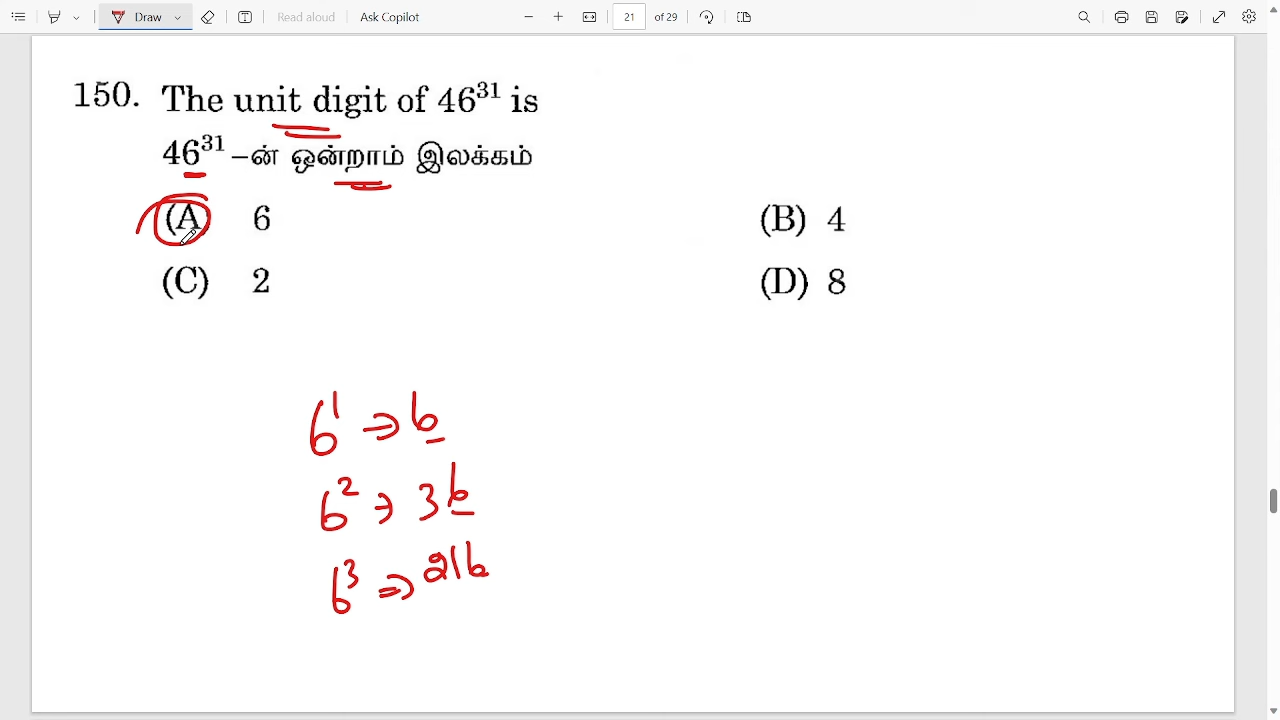 Draw
Read aloud
Ask Copilot
21
of 29
150. The unit digit of 46³¹ is
46³¹ –ன் ஒன்றாம் இலக்கம்
(A 6
(B) 4
(C) 2
(D) 8
6¹ ⇒ 6
6² ⇒ 36
6³ ⇒ 216